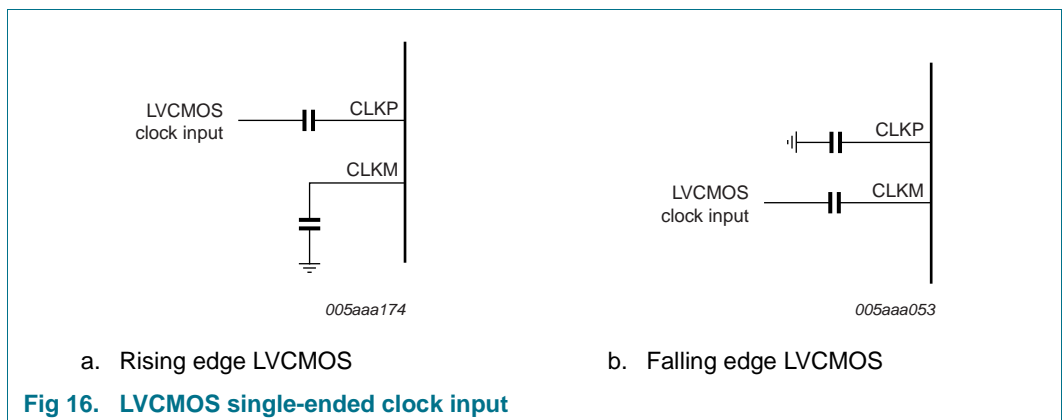 LVCMOS
clock input
CLKP
CLKM
005aaa174
a. Rising edge LVCMOS
CLKP
LVCMOS
clock input
CLKM
005aaa053
b. Falling edge LVCMOS
Fig 16. LVCMOS single-ended clock input